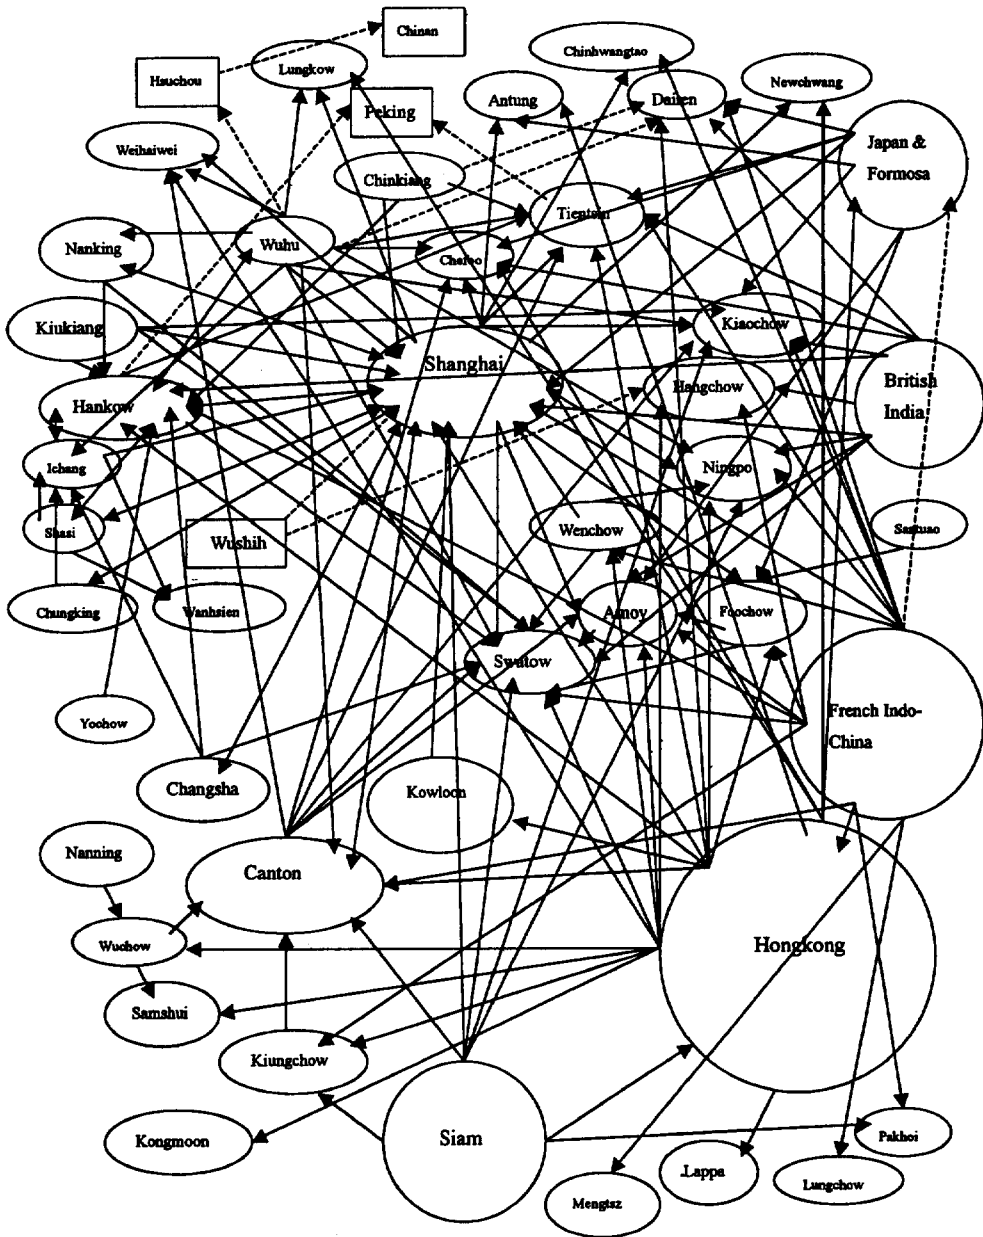 Chinan
Chinhwangtao
Hsuchou
Lungkow
Newchwang
Antung
Dairen
Peking
Japan &
Formosa
Weihaiwei
Chinkiang
Tientsin
Nanking
Wuhu
Chefoo
Kiukiang
Kiaochow
Shanghai
Hangchow
British
India
Hankow
Ichang
Ningpo
Shasi
Wushih
Wenchow
Santuao
Chungking
Wanhsien
Amoy
Foochow
Swatow
Yochow
French Indo-
China
Changsha
Kowloon
Nanning
Canton
Wuchow
Hongkong
Samshui
Kiungchow
Kongmoon
Siam
Pakhoi
.Lappa
Lungchow
Mengtsz